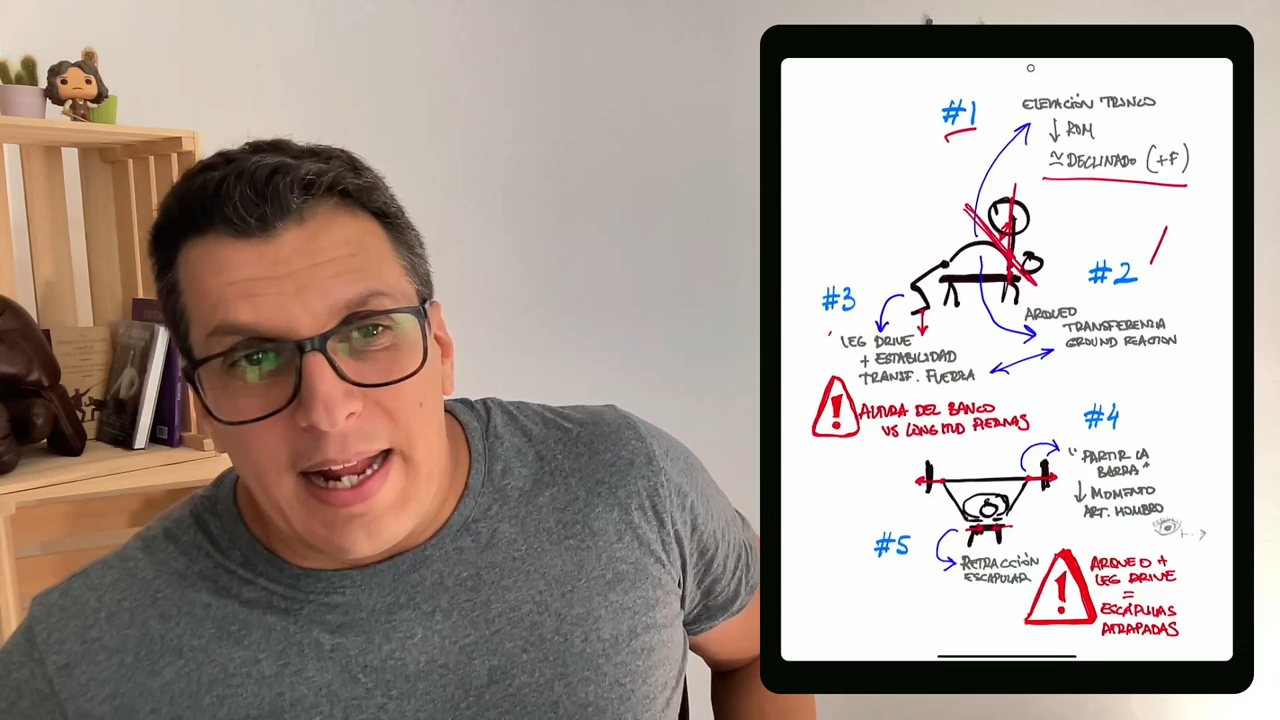 #1
ELEVACIÓN TRONCO
↓ ROM
≃ DECLINADO (+F)
#2
ARQUEO
TRANSFERENCIA
GROUND REACTION
#3
LEG DRIVE
+ ESTABILIDAD
TRANSF. FUERZA
!
ALTURA DEL BANCO
VS LONGITUD PIERNAS
#4
"PARTIR LA
BARRA"
↓ MOMENTO
ART. HOMBRO
#5
RETRACCIÓN
ESCAPULAR
!
ARQUEO +
LEG DRIVE
=
ESCÁPULAS
ATRAPADAS